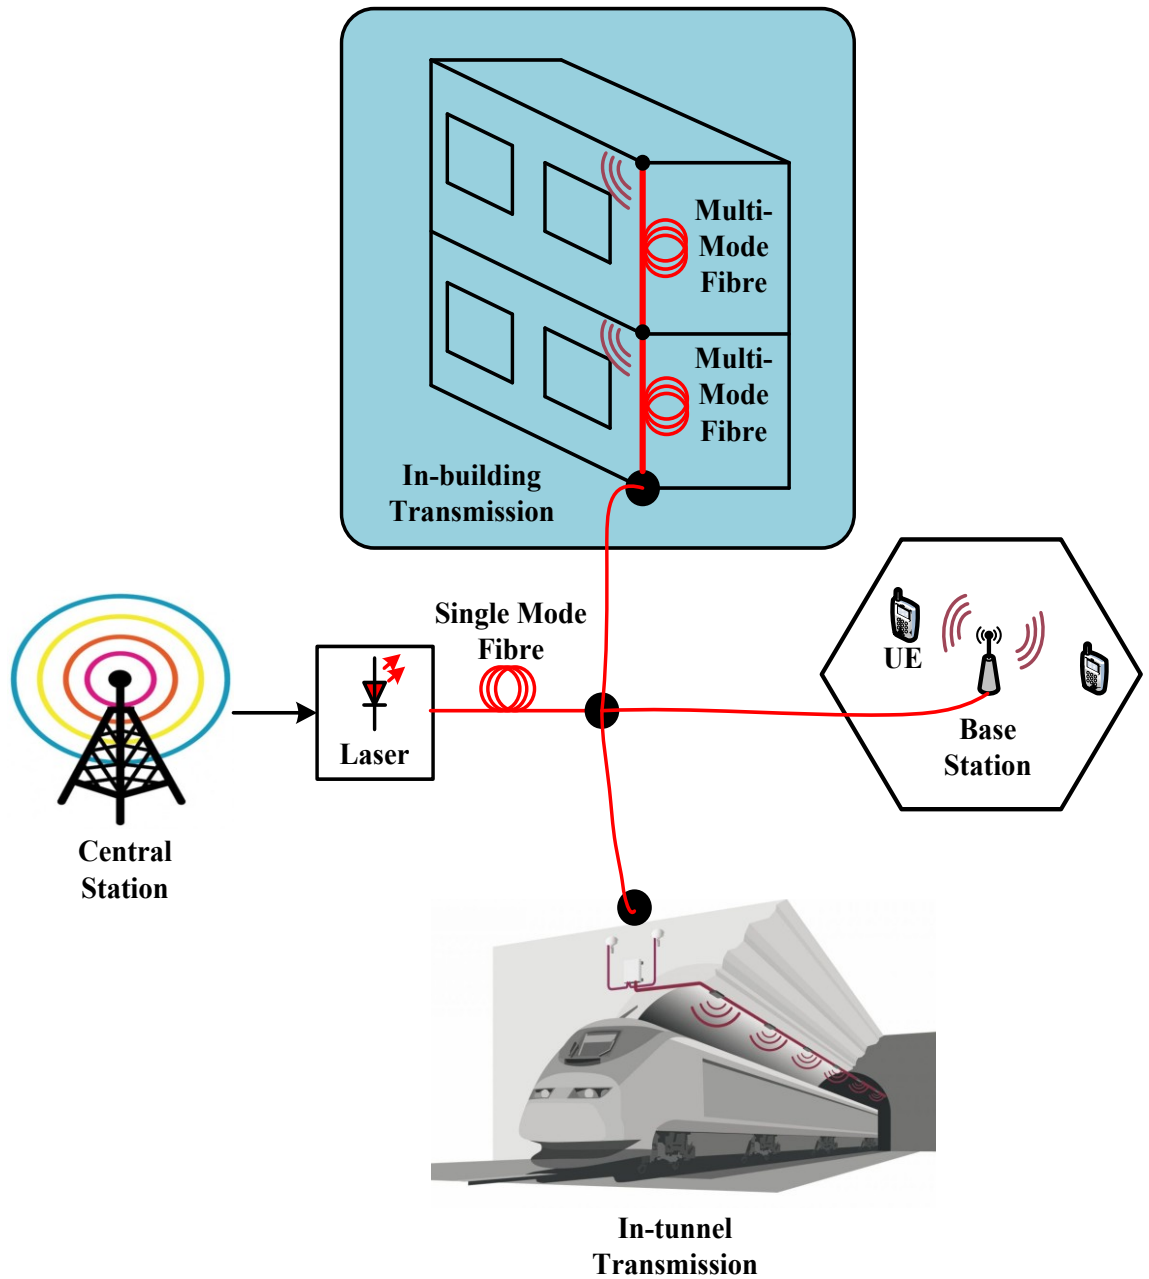 Multi-
Mode
Fibre
Multi-
Mode
Fibre
In-building
Transmission
Single Mode
Fibre
Laser
UE
Base
Station
Central
Station
In-tunnel
Transmission